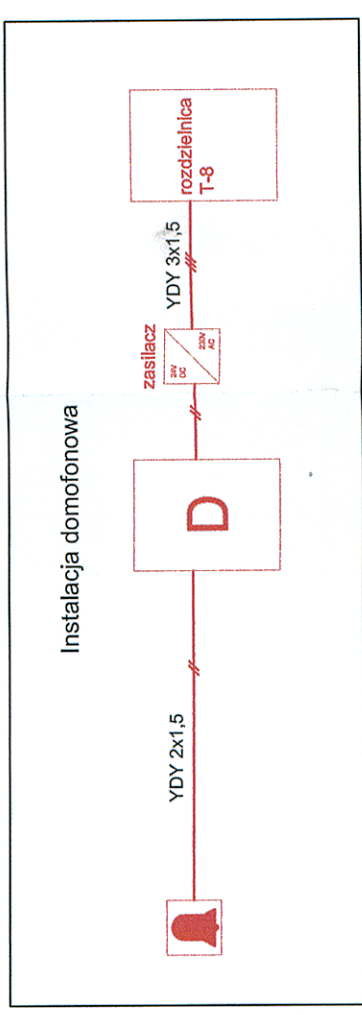 Instalacja domofonowa
YDY 2x1,5
D
zasilacz
24V
DC
230V
AC
YDY 3x1,5
rozdzielnica
T-8